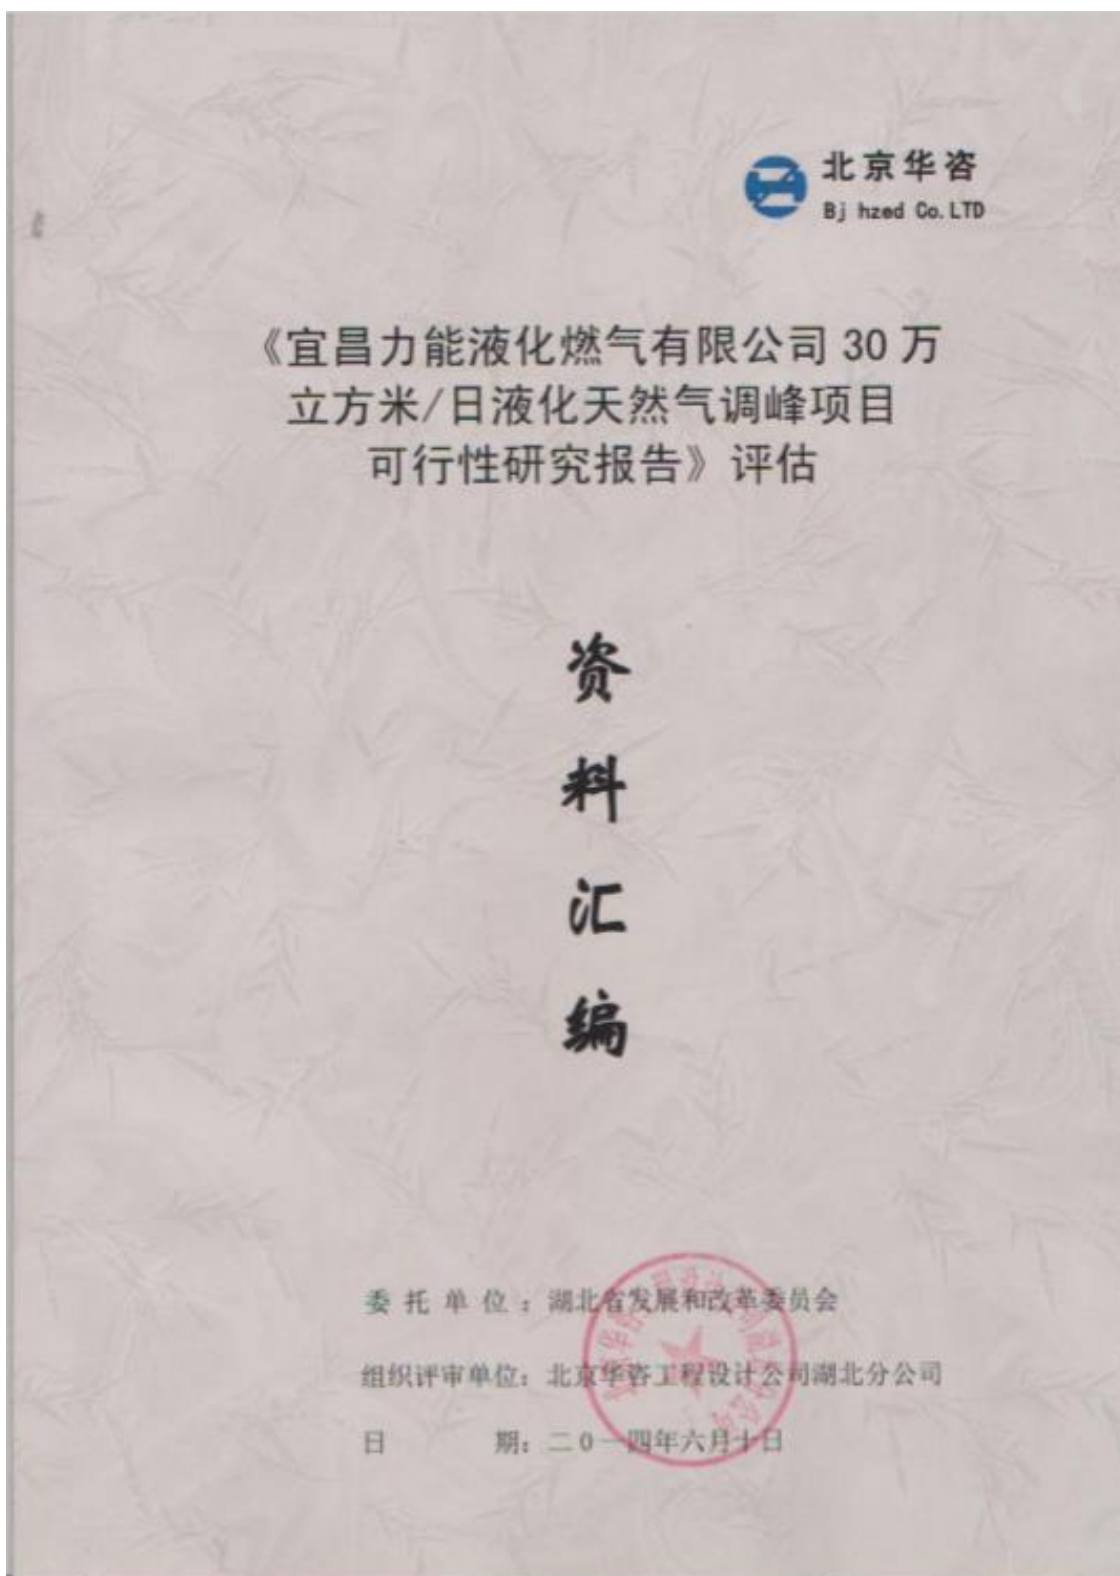 北京华咨
Bj hzed Co.LTD
《宜昌力能液化燃气有限公司 30 万
立方米/日液化天然气调峰项目
可行性研究报告》评估
资
料
汇
编
委托单位：湖北省发展和改革委员会
组织评审单位：北京华咨工程设计公司湖北分公司
日期：二0一四年六月十日